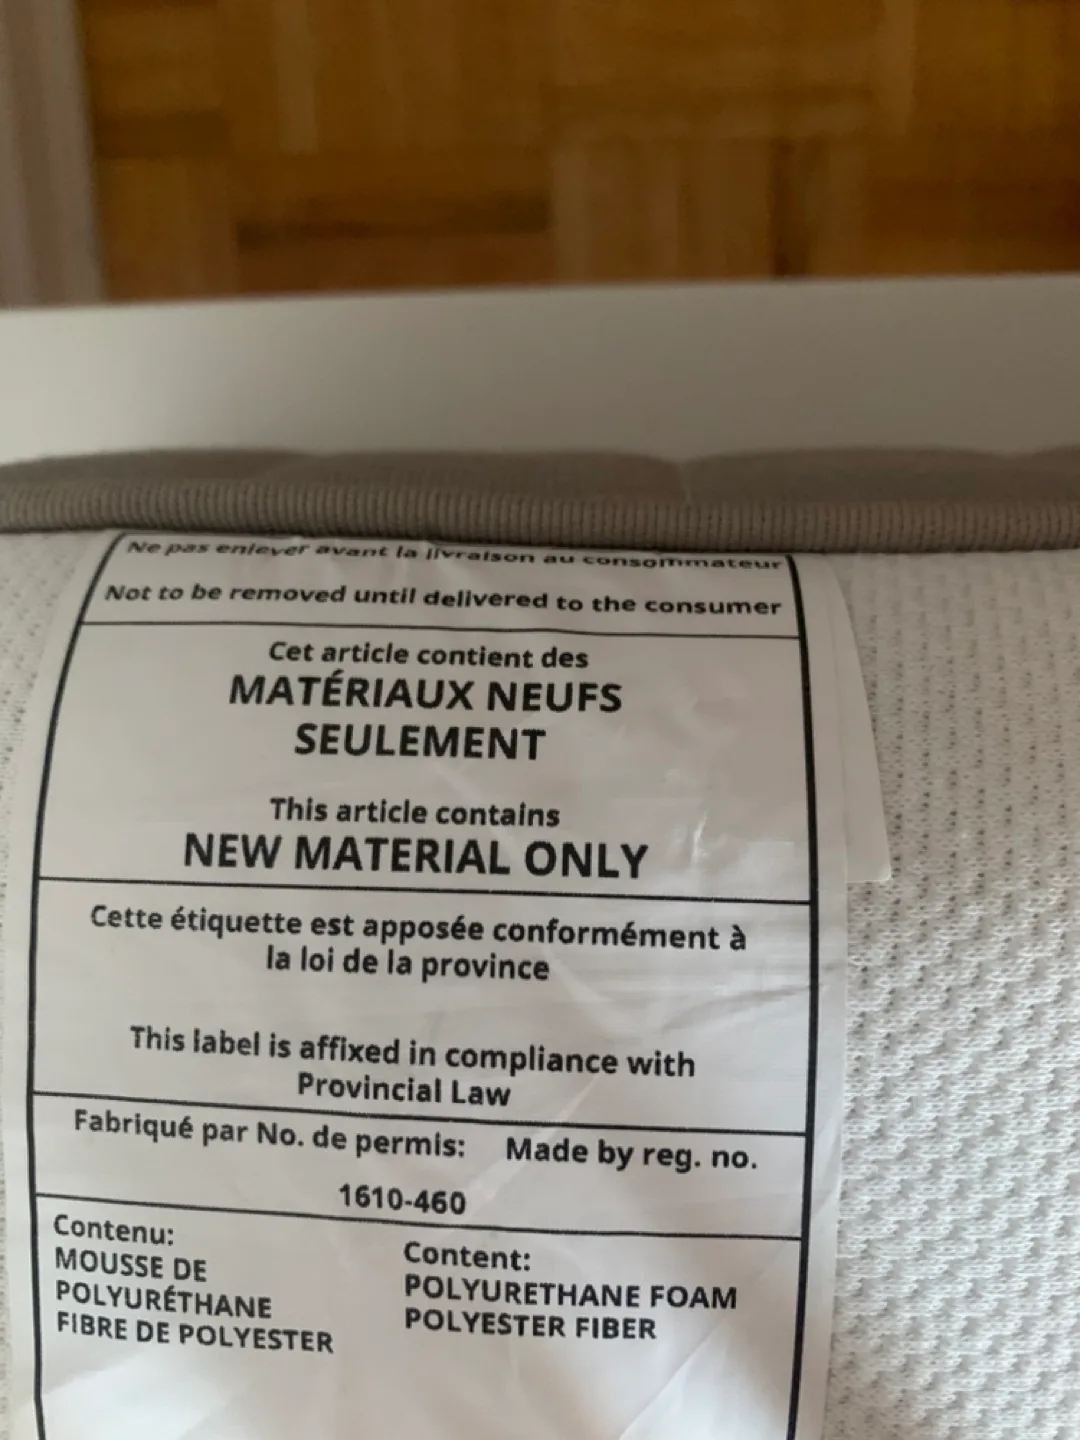 Ne pas enlever avant la livraison au consommateur
Not to be removed until delivered to the consumer
Cet article contient des
MATÉRIAUX NEUFS
SEULEMENT
This article contains
NEW MATERIAL ONLY
Cette étiquette est apposée conformément à
la loi de la province
This label is affixed in compliance with
Provincial Law
Fabriqué par No. de permis: Made by reg. no.
1610-460
Contenu:
MOUSSE DE
POLYURÉTHANE
FIBRE DE POLYESTER
Content:
POLYURETHANE FOAM
POLYESTER FIBER